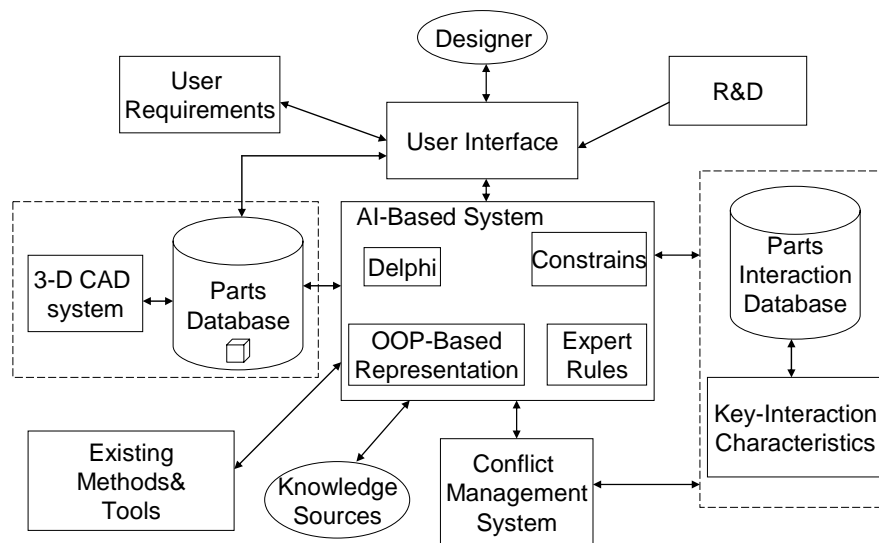 Designer
User
Requirements
R&D
User Interface
AI-Based System
Delphi
Constrains
OOP-Based
Representation
Expert
Rules
3-D CAD
system
Parts
Database
Parts
Interaction
Database
Key-Interaction
Characteristics
Existing
Methods&
Tools
Knowledge
Sources
Conflict
Management
System